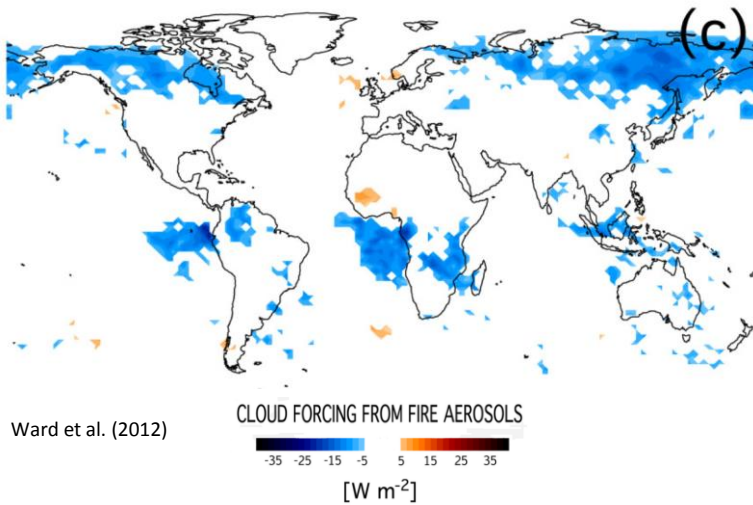 (c)
Ward et al. (2012)
CLOUD FORCING FROM FIRE AEROSOLS
-35 -25 -15 -5 5 15 25 35
[W m⁻²]